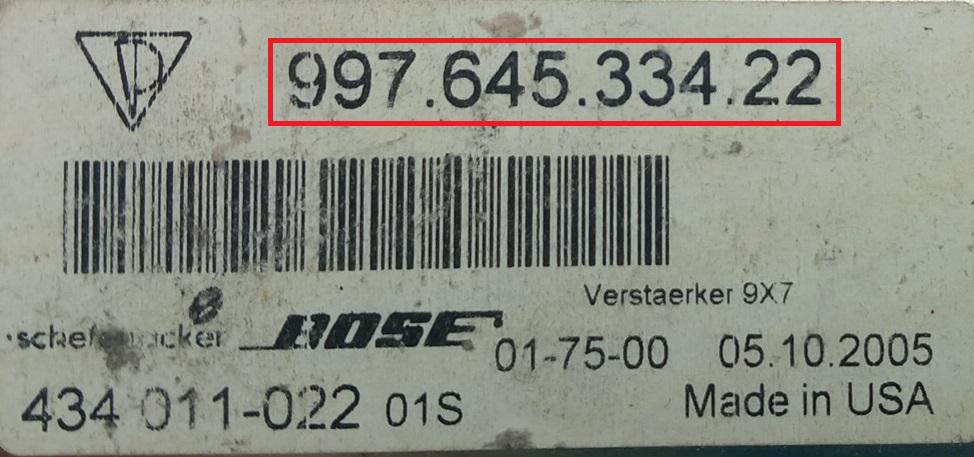 997.645.334.22
Verstaerker 9X7
BOSE
01-75-00 05.10.2005
434 011-022 01S Made in USA